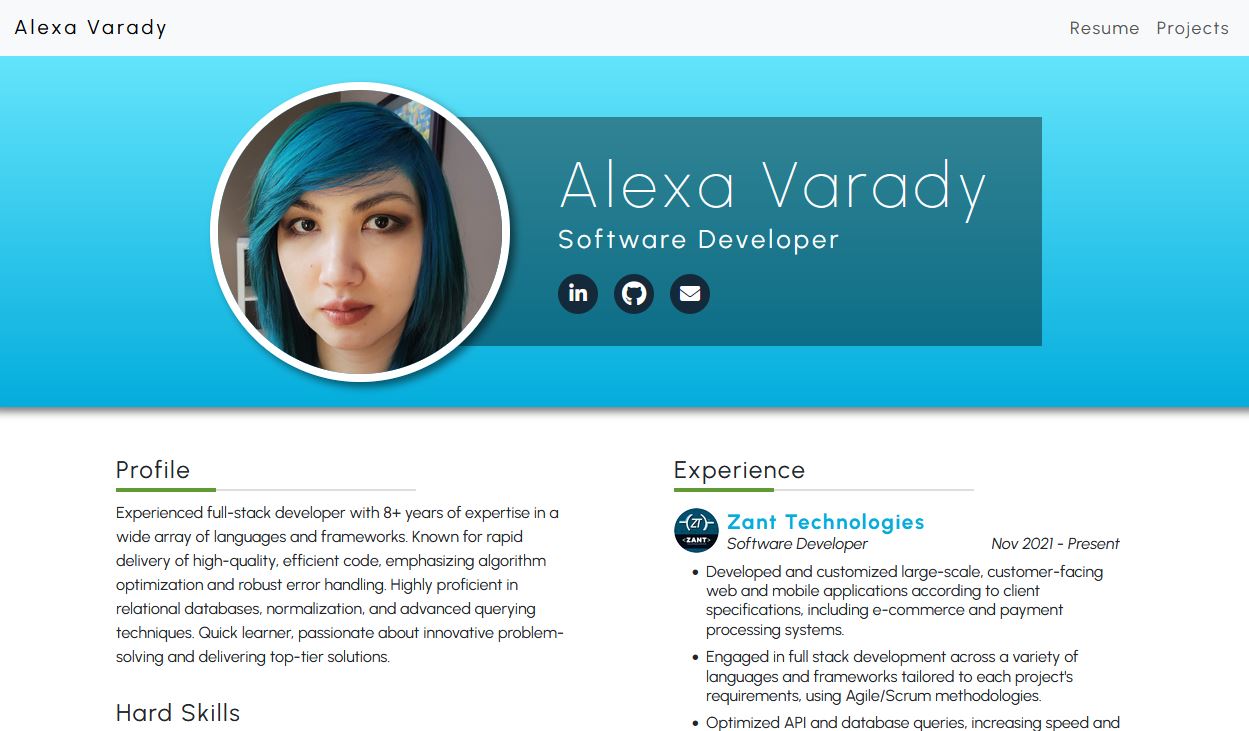 Alexa Varady
Resume Projects
Alexa Varady
Software Developer
in
Profile
Experienced full-stack developer with 8+ years of expertise in a
wide array of languages and frameworks. Known for rapid
delivery of high-quality, efficient code, emphasizing algorithm
optimization and robust error handling. Highly proficient in
relational databases, normalization, and advanced querying
techniques. Quick learner, passionate about innovative problem-
solving and delivering top-tier solutions.
Hard Skills
Experience
ZT
<ZANT>
Zant Technologies
Software Developer Nov 2021 - Present
• Developed and customized large-scale, customer-facing
web and mobile applications according to client
specifications, including e-commerce and payment
processing systems.
• Engaged in full stack development across a variety of
languages and frameworks tailored to each project's
requirements, using Agile/Scrum methodologies.
• Optimized API and database queries, increasing speed and